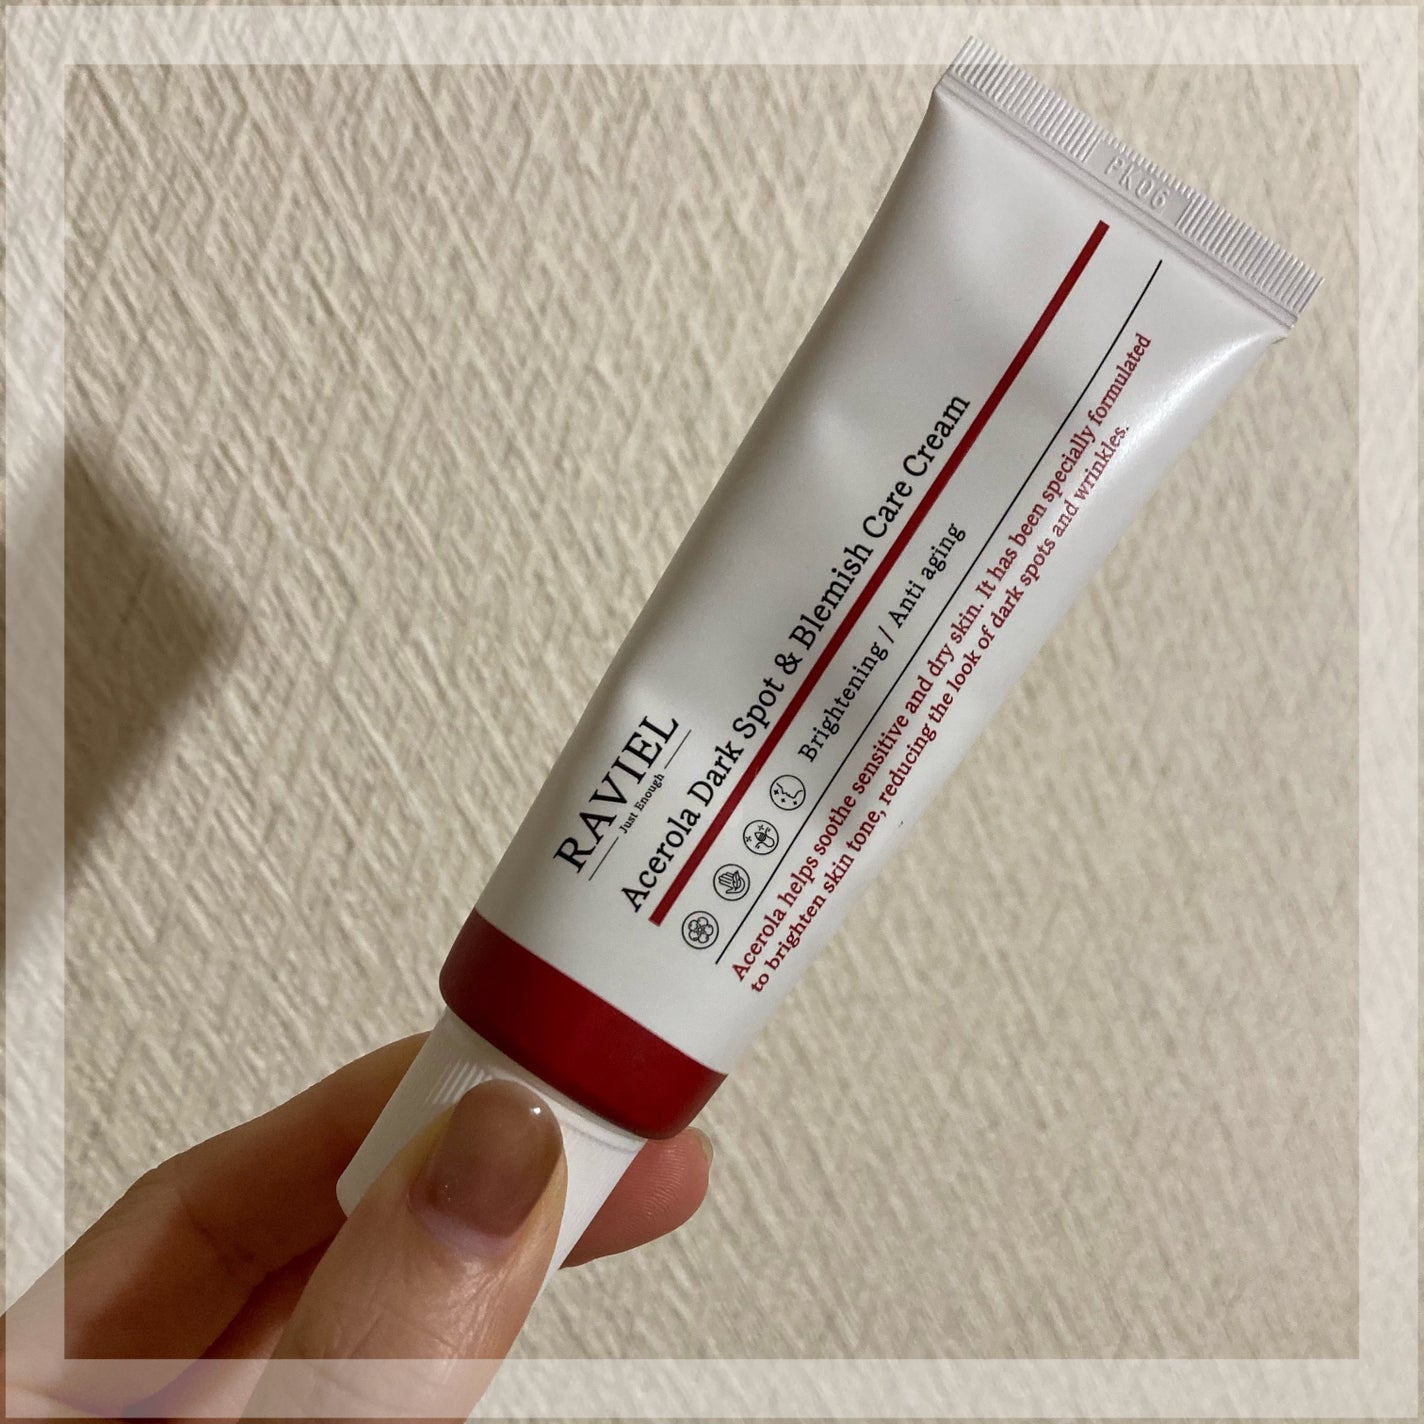 RAVIEL
Just Enough
Acerola Dark Spot & Blemish Care Cream
Brightening / Anti aging
Acerola helps soothe sensitive and dry skin. It has been specially formulated
to brighten skin tone, reducing the look of dark spots and wrinkles.
PK06